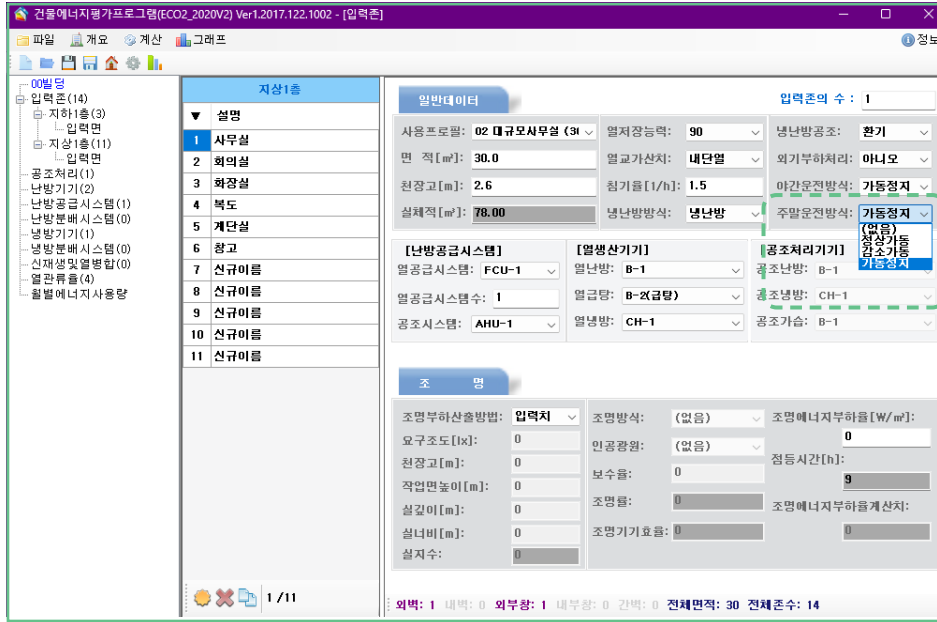 건물에너지평가프로그램(ECO2_2020V2) Ver1.2017.122.1002 - [입력존]
파일 개요 계산 그래프 정보
00빌딩
입력존(14)
지하1층(3)
입력면
지상1층(11)
입력면
공조처리(1)
난방기기(2)
난방공급시스템(1)
난방분배시스템(0)
냉방기기(1)
냉방분배시스템(0)
신재생및열병합(0)
열관류율(4)
월별에너지사용량
지상1층
▼ 설명
1 사무실
2 회의실
3 화장실
4 복도
5 계단실
6 창고
7 신규이름
8 신규이름
9 신규이름
10 신규이름
11 신규이름
1 /11
일반데이터 입력존의 수 : 1
사용프로필: 02 대규모사무실 (30 열저장능력: 90 냉난방공조: 환기
면 적[㎡]: 30.0 열교가산치: 내단열 외기부하처리: 아니오
천장고[m]: 2.6 침기율[1/h]: 1.5 야간운전방식: 가동정지
실체적[㎥]: 78.00 냉난방방식: 냉난방 주말운전방식: 가동정지
(없음)
정상가동
감소가동
가동정지
[난방공급시스템] [열생산기기] [공조처리기기]
열공급시스템: FCU-1 열난방: B-1 공조난방: B-1
열공급시스템수: 1 열급탕: B-2(급탕) 공조냉방: CH-1
공조시스템: AHU-1 열냉방: CH-1 공조가습: B-1
조 명
조명부하산출방법: 입력치 조명방식: (없음) 조명에너지부하율[W/㎡]:
요구조도[lx]: 0 인공광원: (없음) 0
천장고[m]: 0 보수율: 0 점등시간[h]:
작업면높이[m]: 0 9
실깊이[m]: 0 조명률: 0 조명에너지부하율계산치:
실너비[m]: 0 조명기기효율: 0 0
실지수: 0
외벽: 1 내벽: 0 외부창: 1 내부창: 0 간벽: 0 전체면적: 30 전체존수: 14